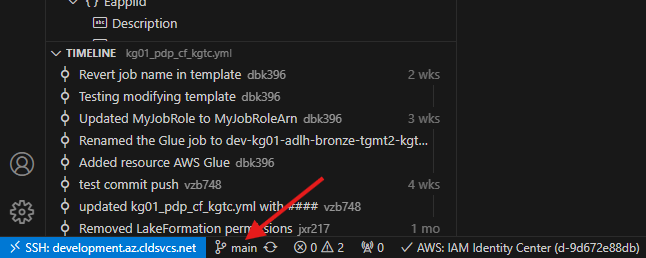 { } EappIid
Description
TIMELINE kg01_pdp_cf_kgtc.yml
Revert job name in template dbk396 2 wks
Testing modifying template dbk396
Updated MyJobRole to MyJobRoleArn dbk396 3 wks
Renamed the Glue job to dev-kg01-adlh-bronze-tgmt2-kgt...
Added resource AWS Glue dbk396
test commit push vzb748 4 wks
updated kg01_pdp_cf_kgtc.yml with #### vzb748
Removed LakeFormation permissions jxr217 1 mo
SSH: development.az.cldsvcs.net main 0 2 0 AWS: IAM Identity Center (d-9d672e88db)